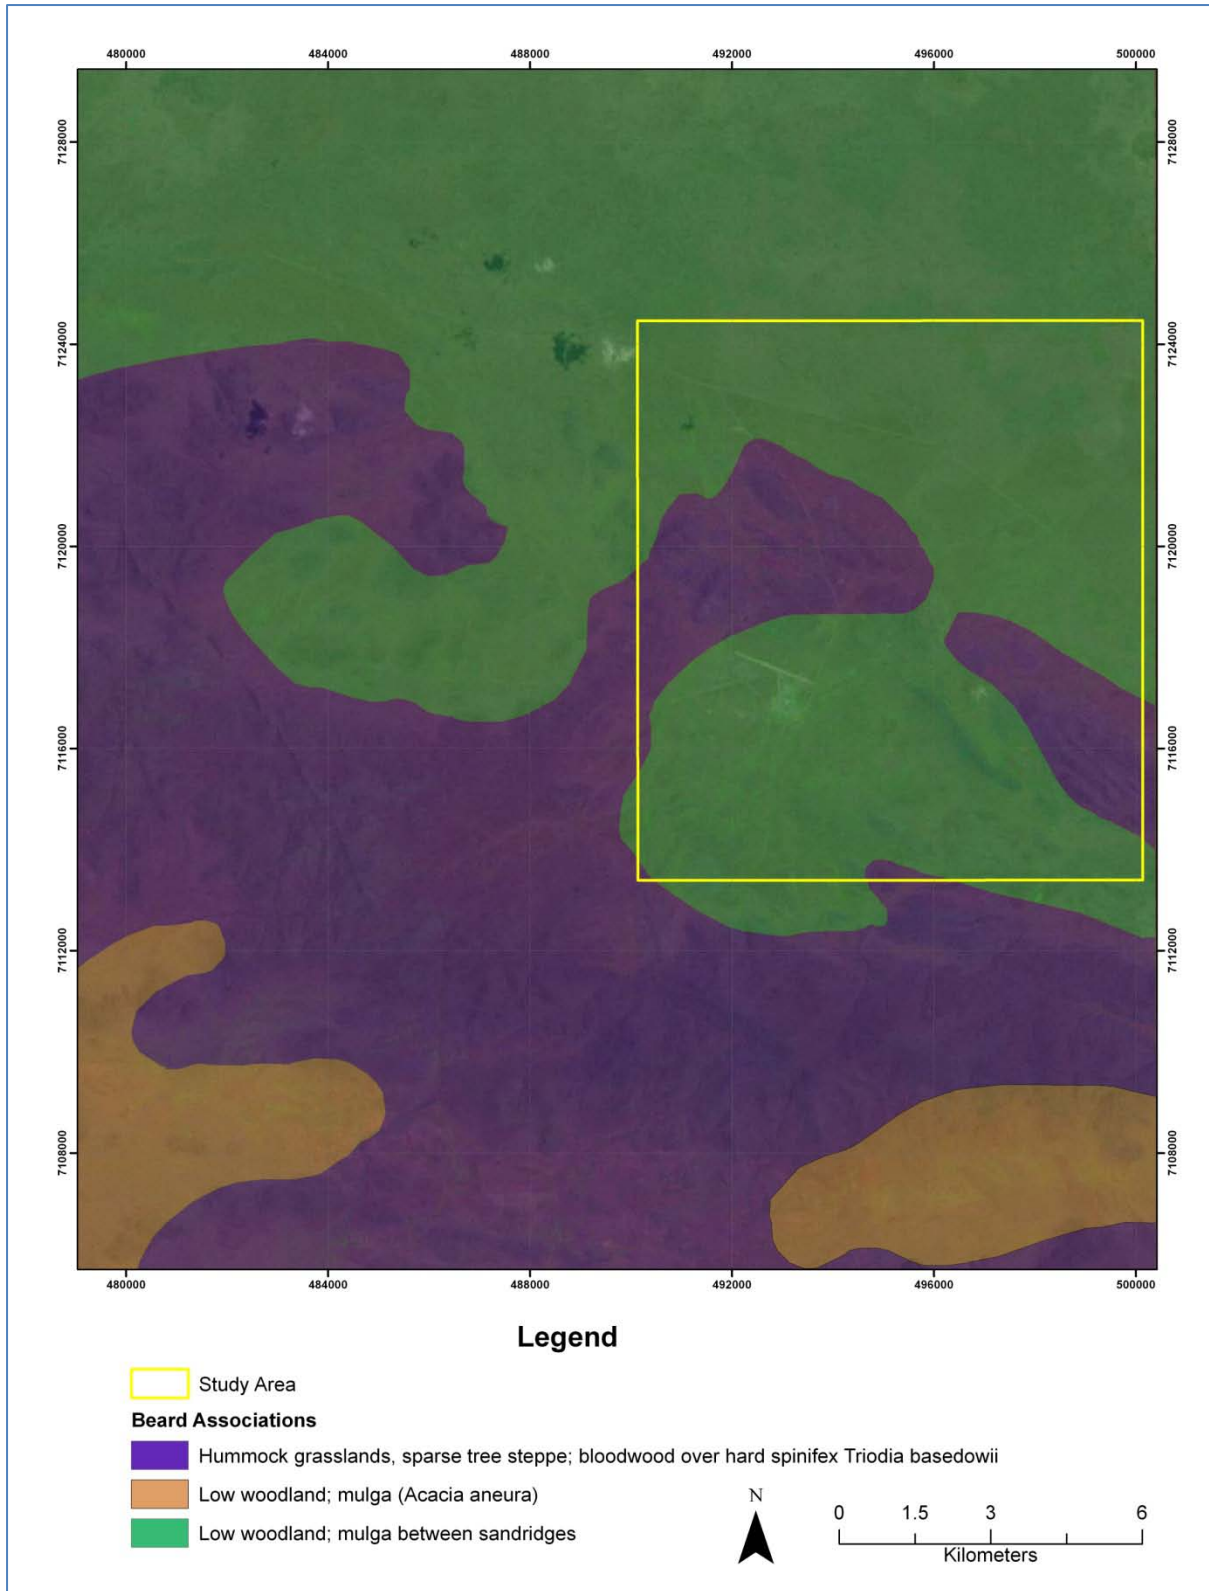 480000 484000 488000 492000 496000 500000
7128000 7128000
7124000 7124000
7120000 7120000
7116000 7116000
7112000 7112000
7108000 7108000
480000 484000 488000 492000 496000 500000
Legend
Study Area
Beard Associations
Hummock grasslands, sparse tree steppe; bloodwood over hard spinifex Triodia basedowii
Low woodland; mulga (Acacia aneura)
Low woodland; mulga between sandridges
N
0 1.5 3 6
Kilometers